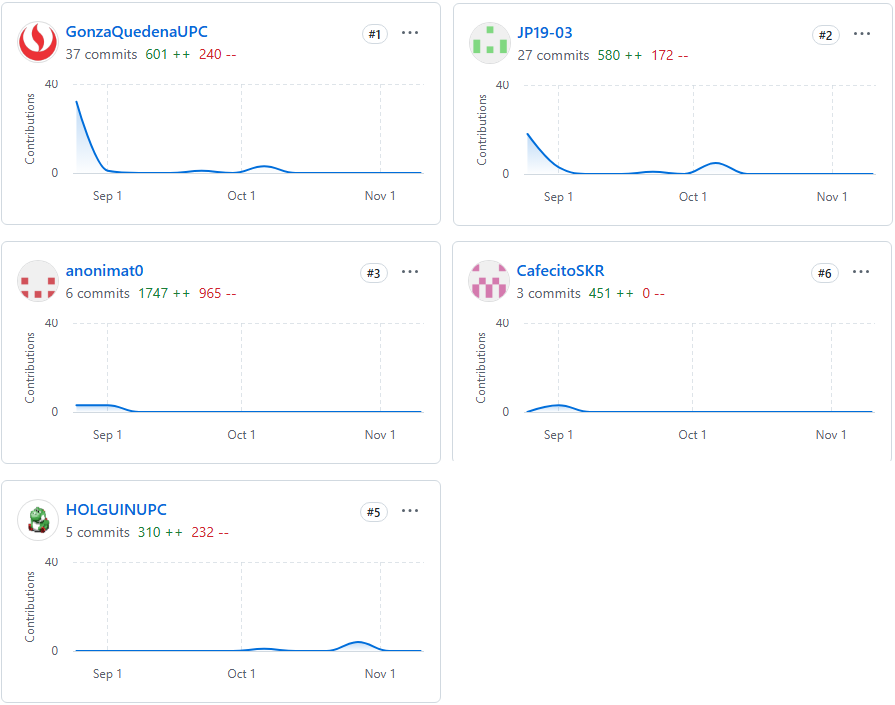 GonzaQuedenaUPC
#1
37 commits 601 ++ 240 --
40
Contributions
0
Sep 1 Oct 1 Nov 1
JP19-03
#2
27 commits 580 ++ 172 --
40
Contributions
0
Sep 1 Oct 1 Nov 1
anonimat0
#3
6 commits 1747 ++ 965 --
40
Contributions
0
Sep 1 Oct 1 Nov 1
CafecitoSKR
#6
3 commits 451 ++ 0 --
40
Contributions
0
Sep 1 Oct 1 Nov 1
HOLGUINUPC
#5
5 commits 310 ++ 232 --
40
Contributions
0
Sep 1 Oct 1 Nov 1